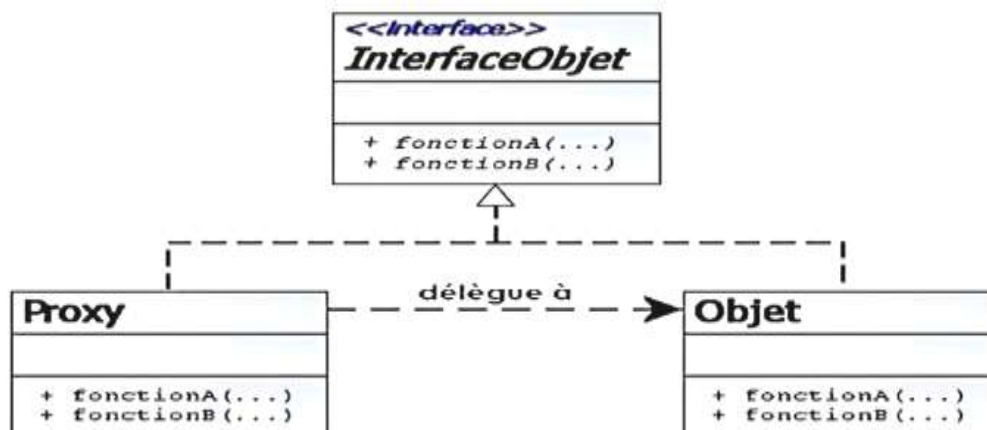 <<Interface>>
InterfaceObjet
+ fonctionA(...)
+ fonctionB(...)
délègue à
Proxy
+ fonctionA(...)
+ fonctionB(...)
Objet
+ fonctionA(...)
+ fonctionB(...)